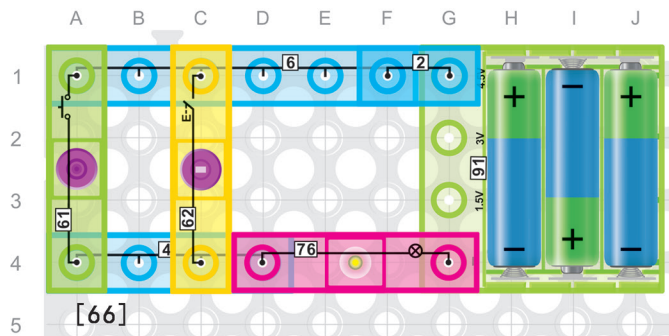 A B C D E F G H I J
1 6 2 4.5V + − +
E
2 3V
91
3 61 62 1.5V
4 4 76 − + −
5 [66]